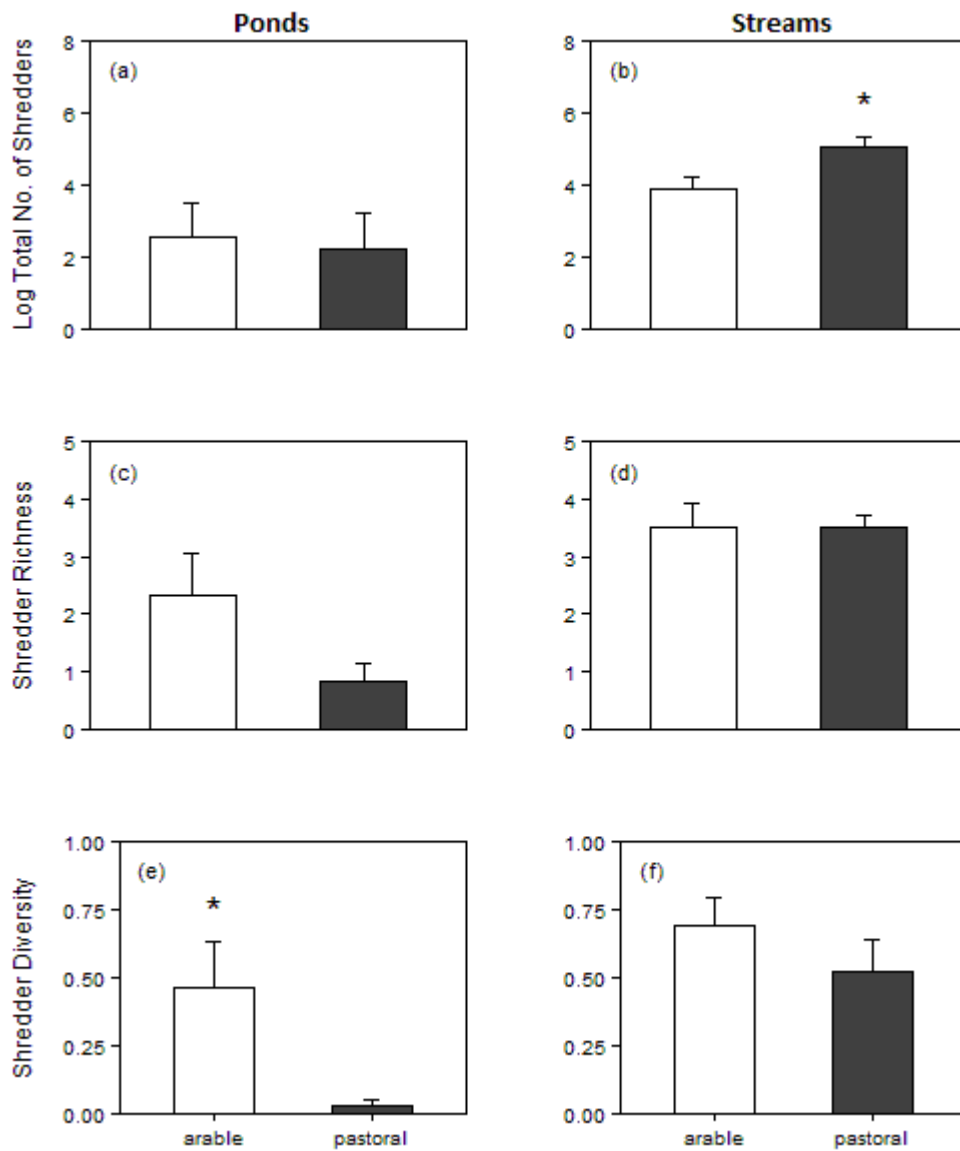 Ponds
Streams
Log Total No. of Shredders
8
6
4
2
0
(a)
8
6
4
2
0
(b)
*
Shredder Richness
5
4
3
2
1
0
(c)
5
4
3
2
1
0
(d)
Shredder Diversity
1.00
0.75
0.50
0.25
0.00
(e)
*
arable
pastoral
1.00
0.75
0.50
0.25
0.00
(f)
arable
pastoral